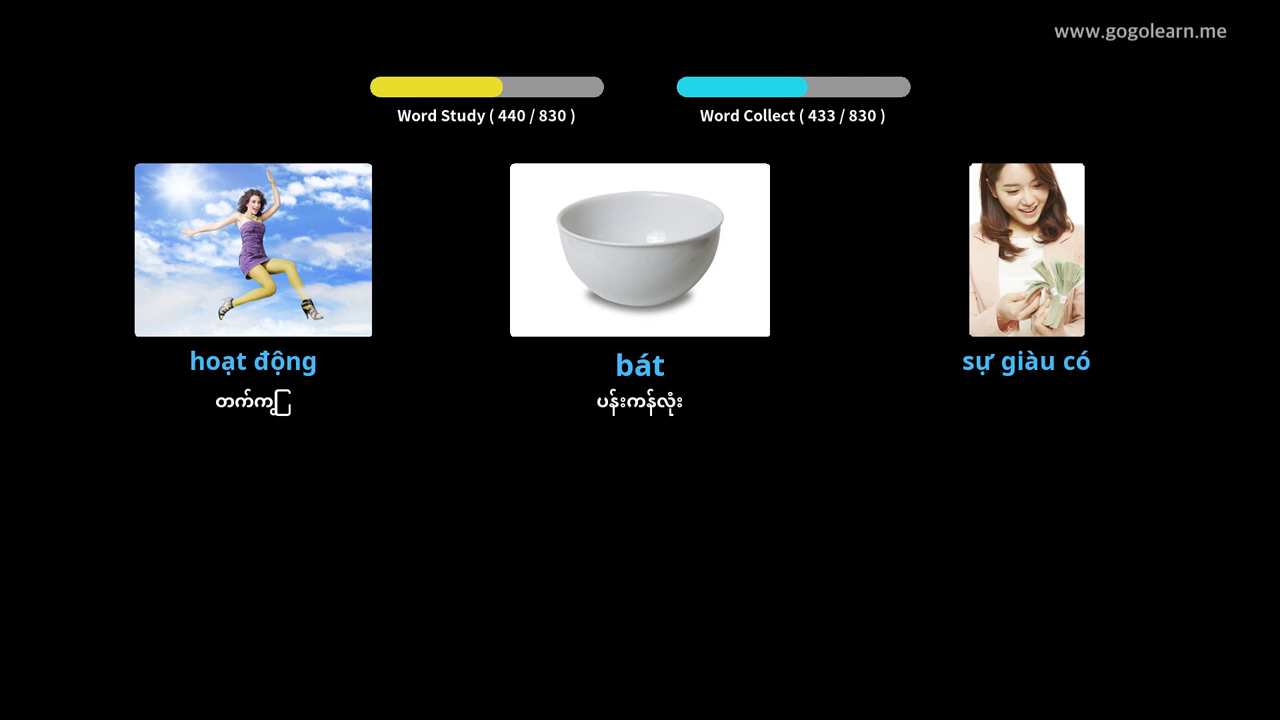 www.gogolearn.me
Word Study ( 440 / 830 )
Word Collect ( 433 / 830 )
hoạt động
bát
sự giàu có
တက်ကွြ
ပန်းကန်လုံး